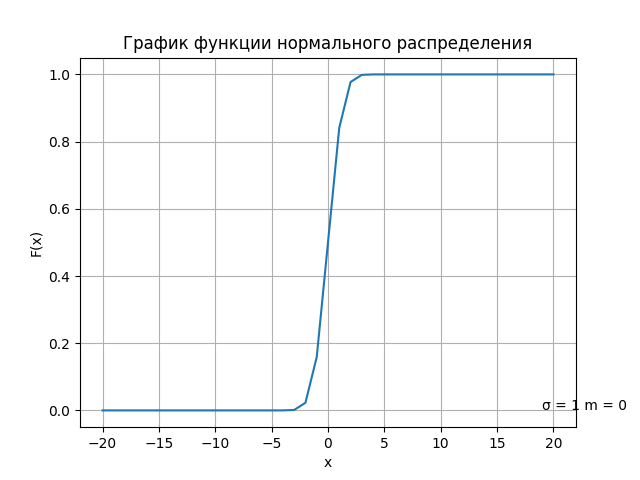 График функции нормального распределения
1.0
0.8
0.6
0.4
0.2
0.0
F(x)
σ = 1 m = 0
−20 −15 −10 −5 0 5 10 15 20
x